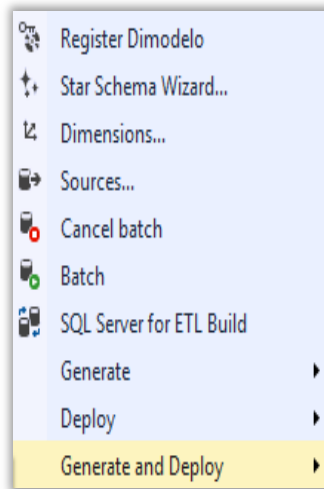 Register Dimodelo
Star Schema Wizard...
Dimensions...
Sources...
Cancel batch
Batch
SQL Server for ETL Build
Generate
Deploy
Generate and Deploy